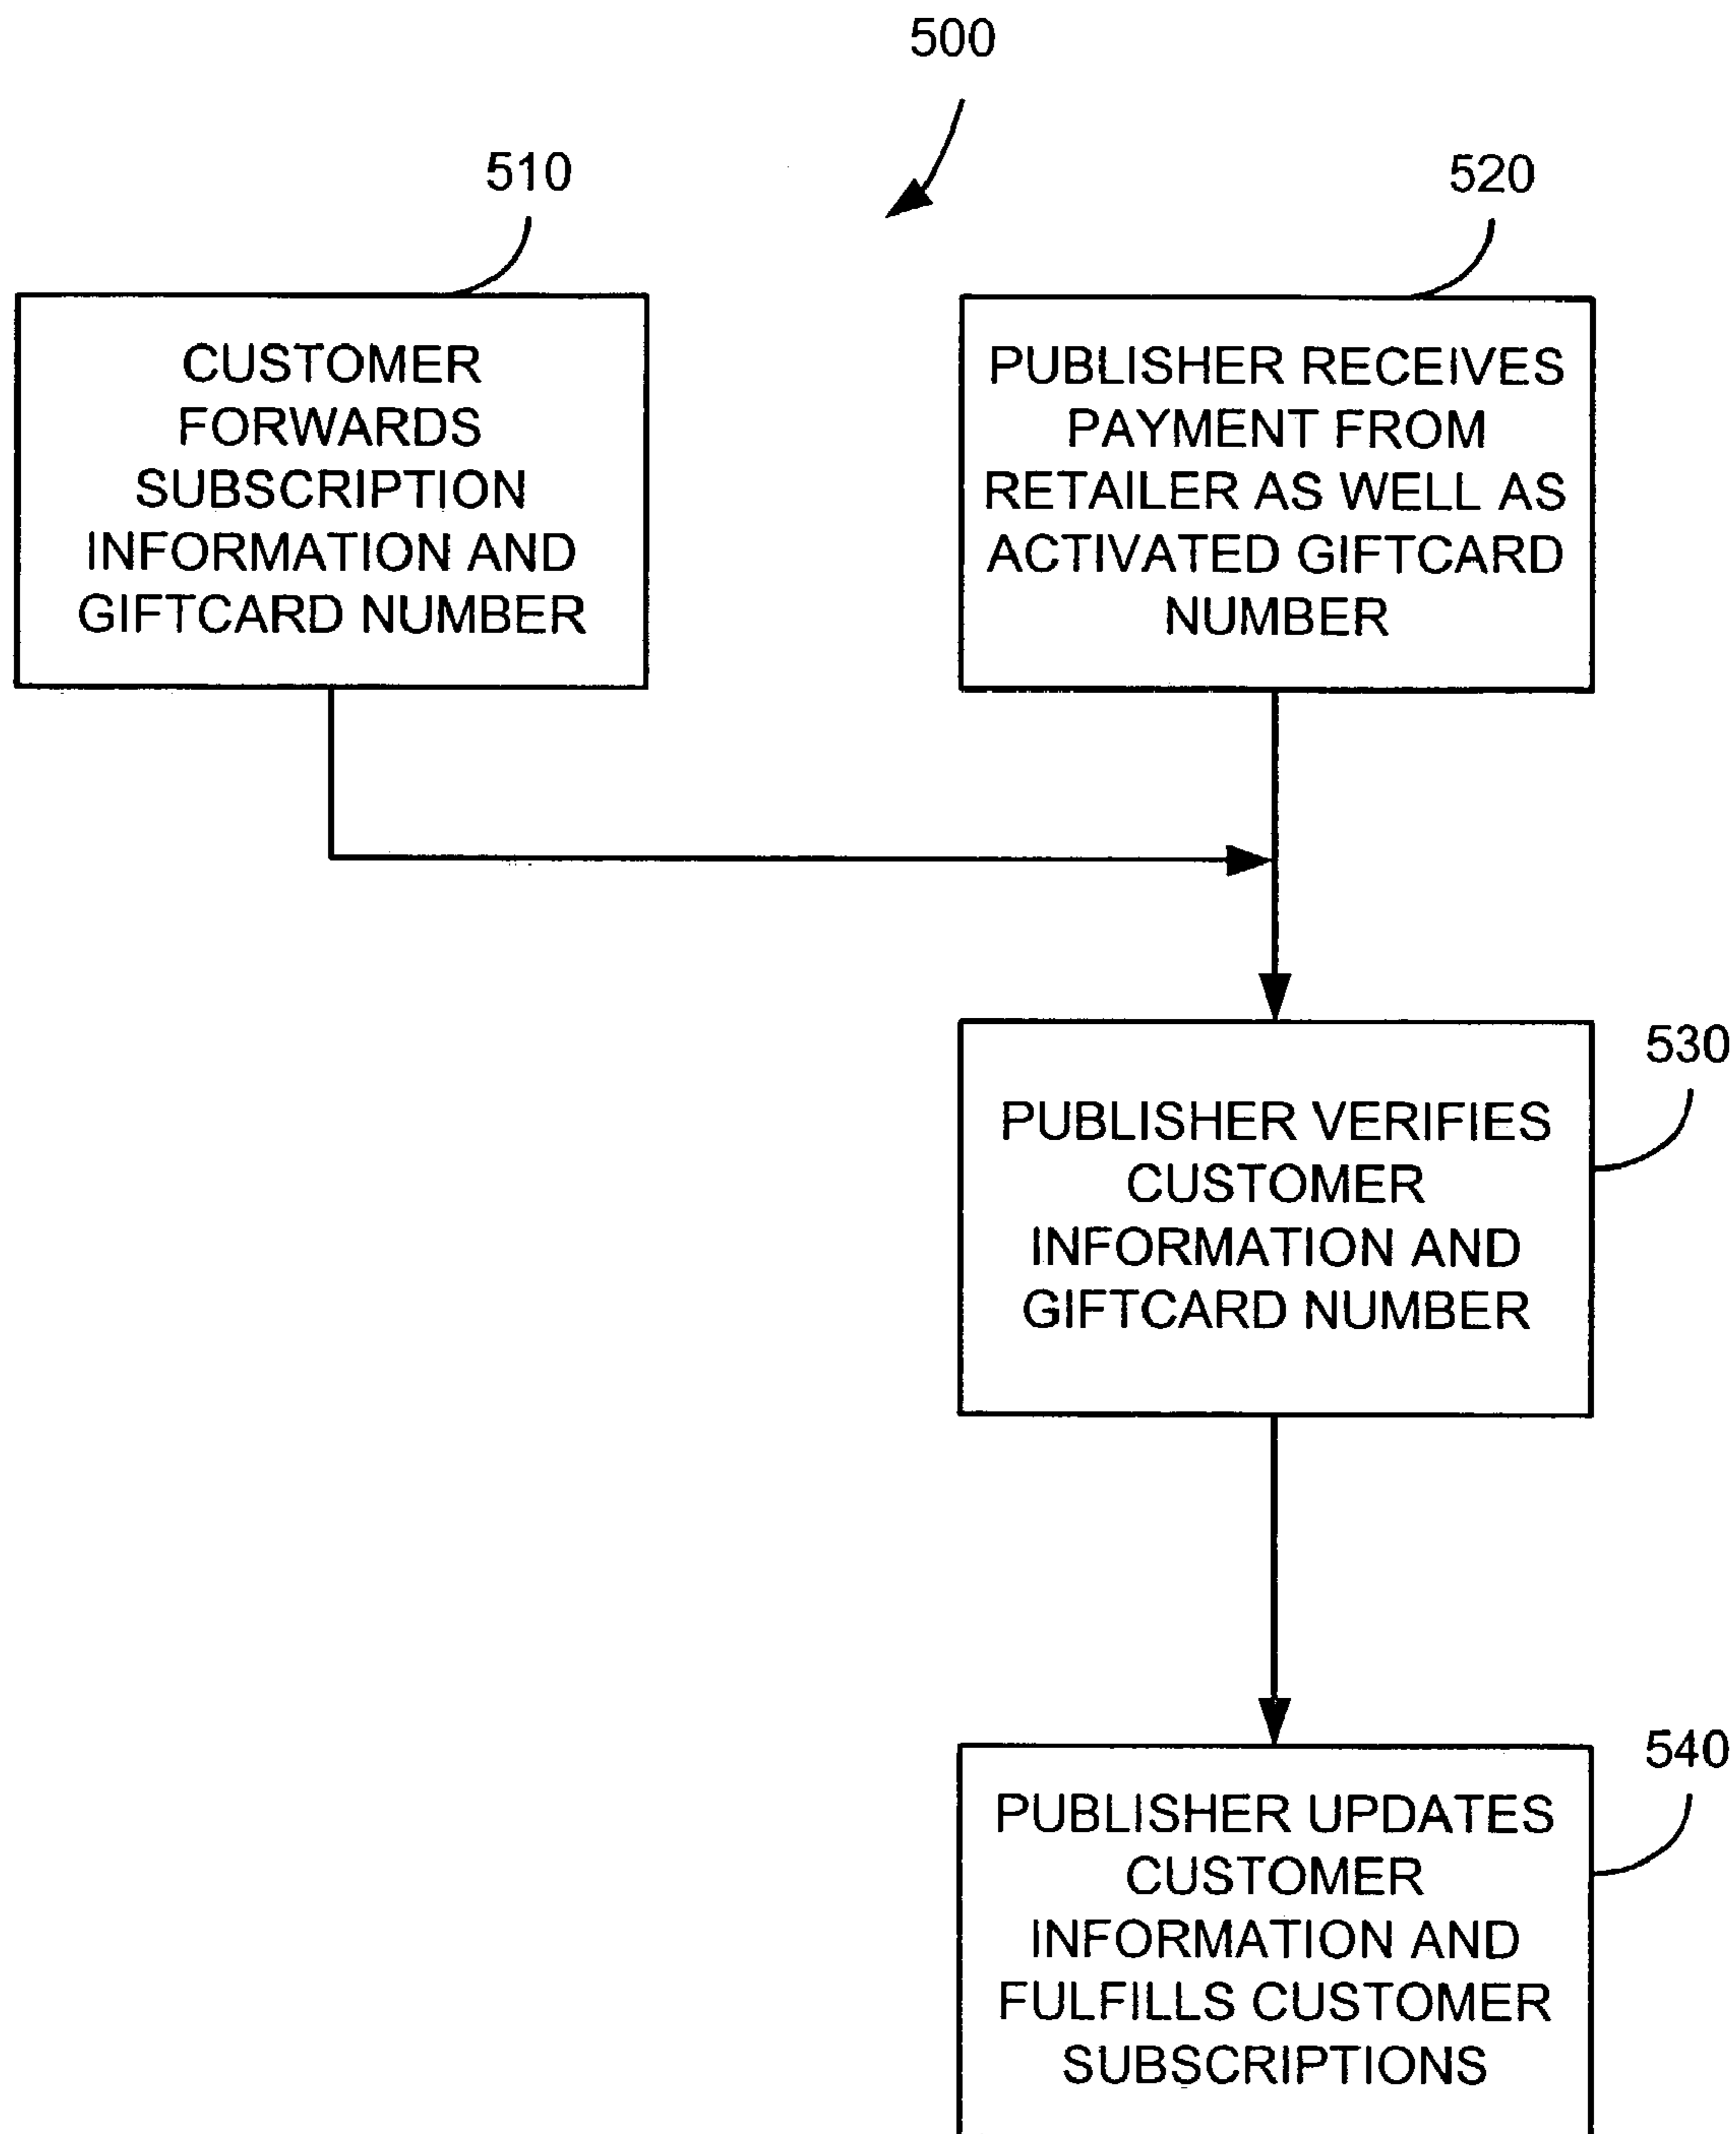 500
510
CUSTOMER
FORWARDS
SUBSCRIPTION
INFORMATION AND
GIFTCARD NUMBER
520
PUBLISHER RECEIVES
PAYMENT FROM
RETAILER AS WELL AS
ACTIVATED GIFTCARD
NUMBER
530
PUBLISHER VERIFIES
CUSTOMER
INFORMATION AND
GIFTCARD NUMBER
540
PUBLISHER UPDATES
CUSTOMER
INFORMATION AND
FULFILLS CUSTOMER
SUBSCRIPTIONS